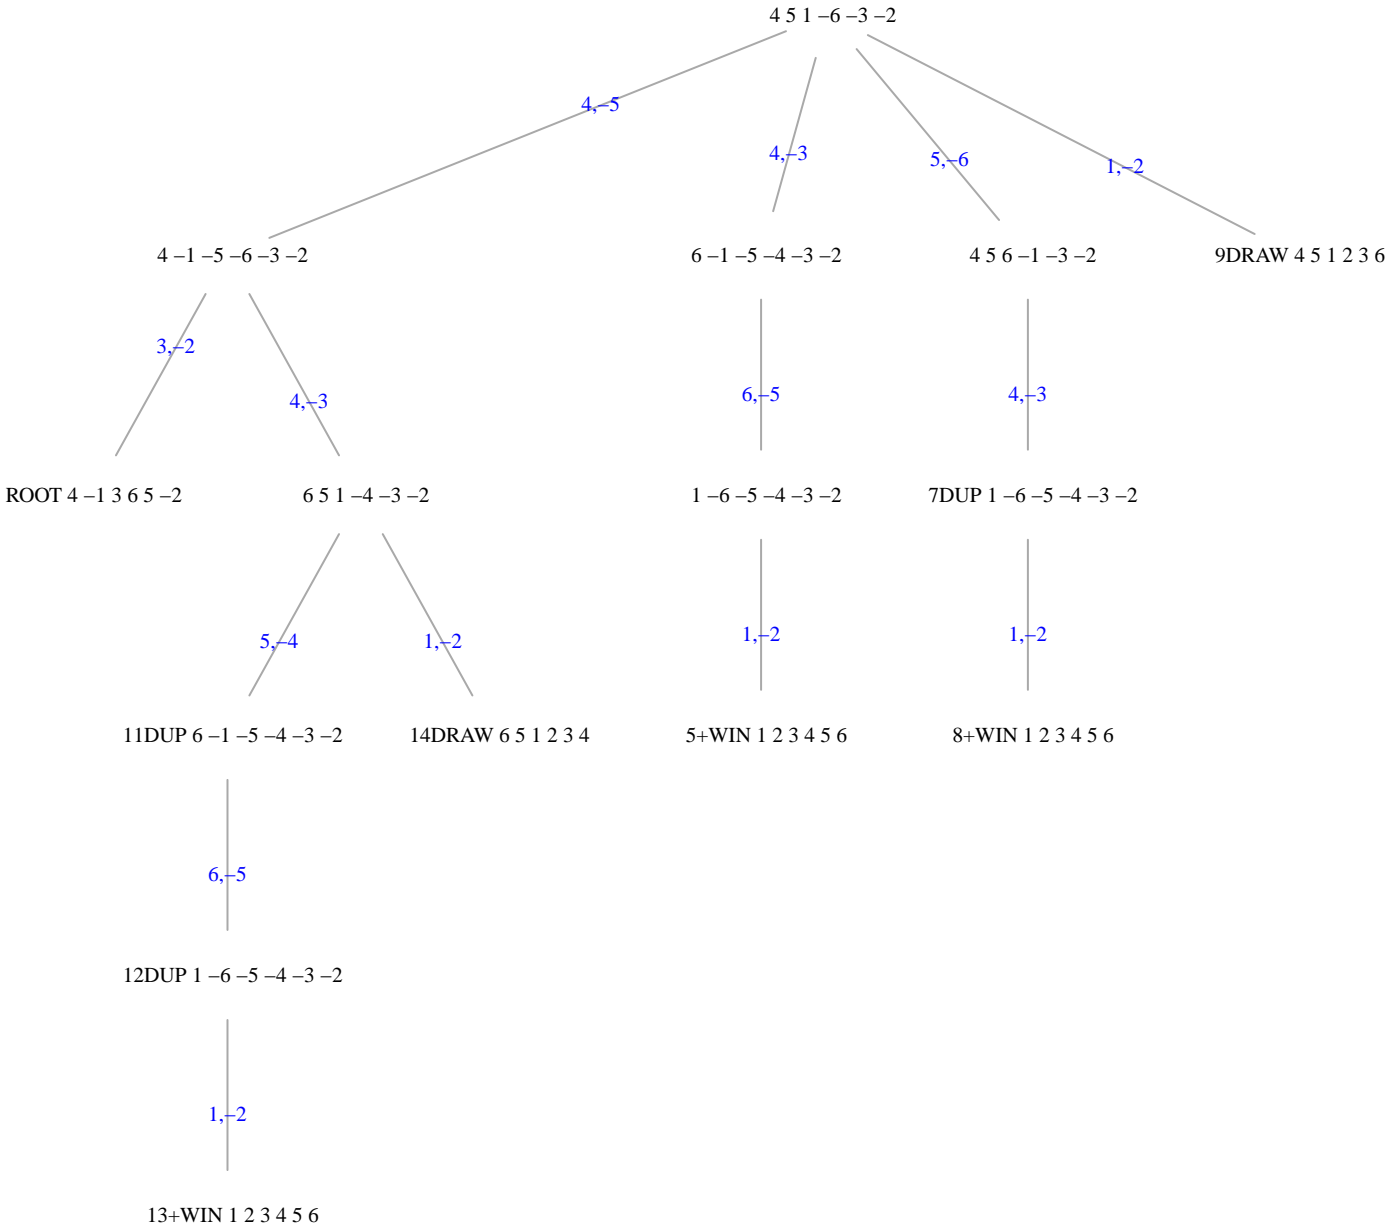 4 5 1 –6 –3 –2
4,–5
4,–3
5,–6
1,–2
4 –1 –5 –6 –3 –2
6 –1 –5 –4 –3 –2
4 5 6 –1 –3 –2
9DRAW 4 5 1 2 3 6
3,–2
4,–3
6,–5
4,–3
ROOT 4 –1 3 6 5 –2
6 5 1 –4 –3 –2
1 –6 –5 –4 –3 –2
7DUP 1 –6 –5 –4 –3 –2
5,–4
1,–2
1,–2
1,–2
11DUP 6 –1 –5 –4 –3 –2
14DRAW 6 5 1 2 3 4
5+WIN 1 2 3 4 5 6
8+WIN 1 2 3 4 5 6
6,–5
12DUP 1 –6 –5 –4 –3 –2
1,–2
13+WIN 1 2 3 4 5 6